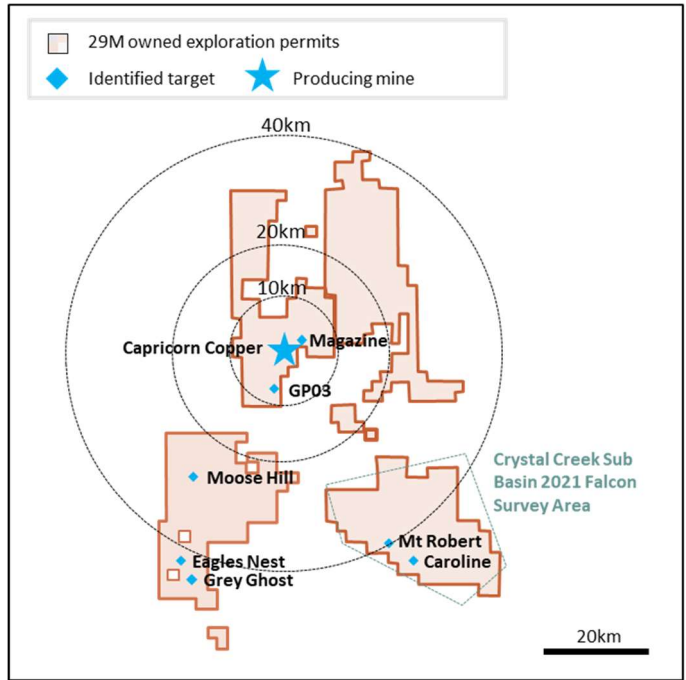 29M owned exploration permits
Identified target
Producing mine
40km
20km
10km
Magazine
Capricorn Copper
GP03
Crystal Creek Sub
Basin 2021 Falcon
Survey Area
Moose Hill
Mt Robert
Eagles Nest
Caroline
Grey Ghost
20km